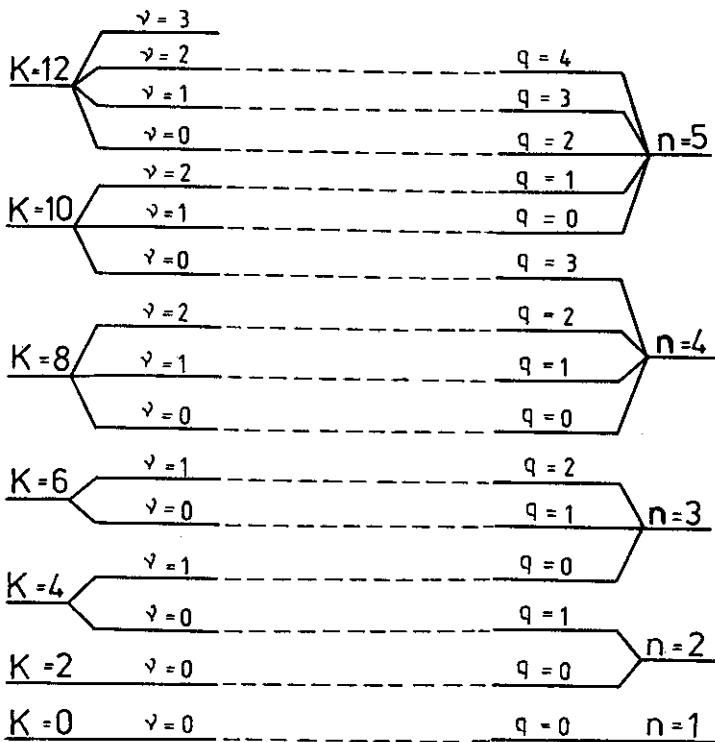 ν = 3
K=12 ν = 2 q = 4
ν = 1 q = 3
ν = 0 q = 2 n=5
ν = 2 q = 1
K=10 ν = 1 q = 0
ν = 0 q = 3
ν = 2 q = 2
K=8 ν = 1 q = 1 n=4
ν = 0 q = 0
K=6 ν = 1 q = 2
ν = 0 q = 1 n=3
K=4 ν = 1 q = 0
ν = 0 q = 1
K=2 ν = 0 q = 0 n=2
K=0 ν = 0 q = 0 n=1